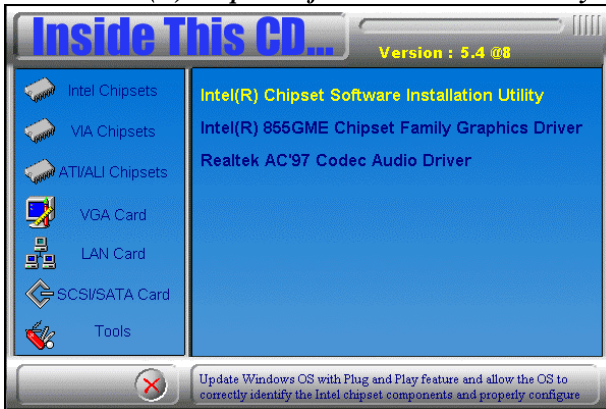 Inside This CD...
Version : 5.4 @8
Intel Chipsets
VIA Chipsets
ATI/ALI Chipsets
VGA Card
LAN Card
SCSI/SATA Card
Tools
Intel(R) Chipset Software Installation Utility
Intel(R) 855GME Chipset Family Graphics Driver
Realtek AC'97 Codec Audio Driver
Update Windows OS with Plug and Play feature and allow the OS to
correctly identify the Intel chipset components and properly configure